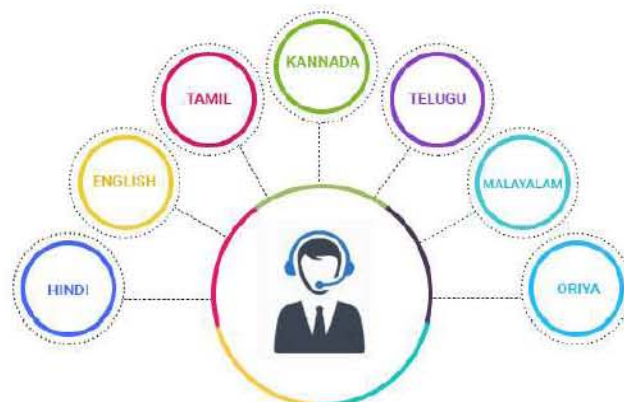 KANNADA
TAMIL
TELUGU
ENGLISH
MALAYALAM
HINDI
ORIYA